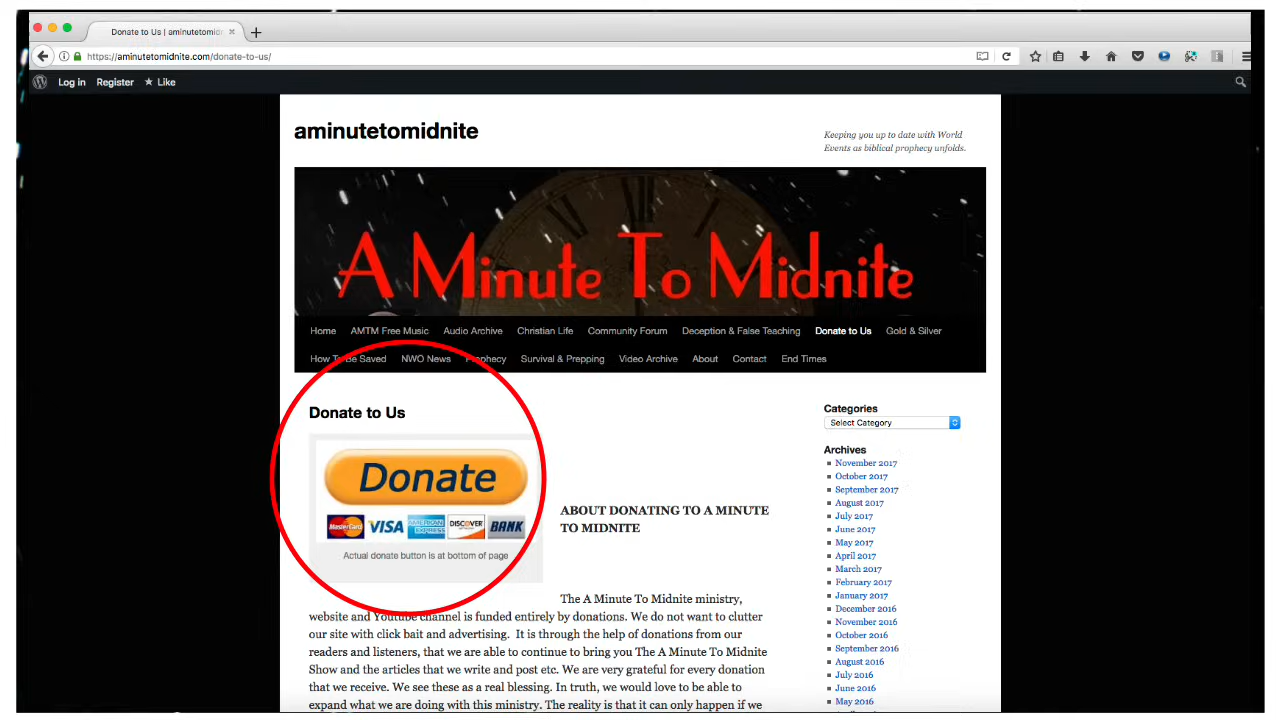 Donate to Us | aminutetomidn
https://aminutetomidnite.com/donate-to-us/
Log in Register ★ Like
aminutetomidnite
Keeping you up to date with World
Events as biblical prophecy unfolds.
A Minute To Midnite
Home AMTM Free Music Audio Archive Christian Life Community Forum Deception & False Teaching Donate to Us Gold & Silver
How To Be Saved NWO News Prophecy Survival & Prepping Video Archive About Contact End Times
Donate to Us
Donate
MasterCard VISA AMERICAN EXPRESS DISCOVER BANK
Actual donate button is at bottom of page
ABOUT DONATING TO A MINUTE
TO MIDNITE
The A Minute To Midnite ministry,
website and Youtube channel is funded entirely by donations. We do not want to clutter
our site with click bait and advertising. It is through the help of donations from our
readers and listeners, that we are able to continue to bring you The A Minute To Midnite
Show and the articles that we write and post etc. We are very grateful for every donation
that we receive. We see these as a real blessing. In truth, we would love to be able to
expand what we are doing with this ministry. The reality is that it can only happen if we
Categories
Select Category
Archives
November 2017
October 2017
September 2017
August 2017
July 2017
June 2017
May 2017
April 2017
March 2017
February 2017
January 2017
December 2016
November 2016
October 2016
September 2016
August 2016
July 2016
June 2016
May 2016